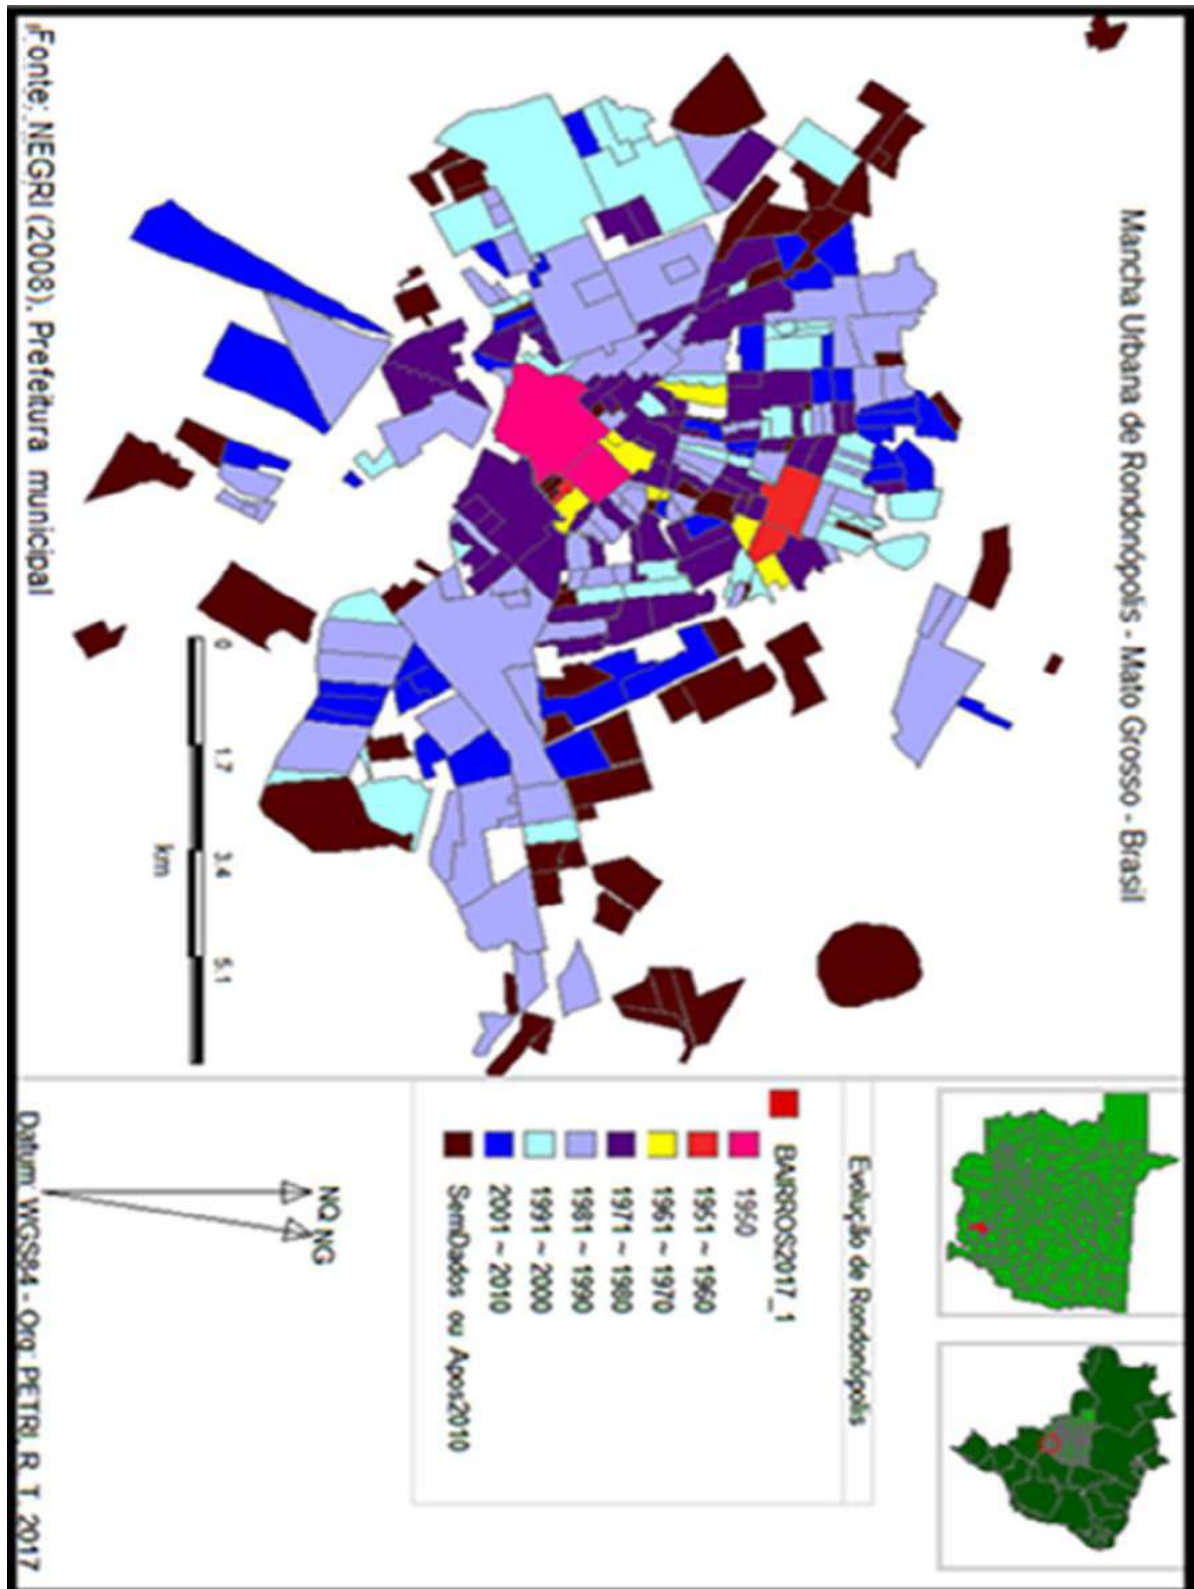 Mancha Urbana de Rondonópolis - Mato Grosso - Brasil
Evolução de Rondonópolis
BAIRROS2017_1
1950
1951 ~ 1960
1961 ~ 1970
1971 ~ 1980
1981 ~ 1990
1991 ~ 2000
2001 ~ 2010
SemDados ou Apos2010
NQ NG
0 1.7 3.4 5.1
km
Fonte: NEGRI (2008), Prefeitura municipal
Datum WGS84 - Org: PETRI, R. T. 2017